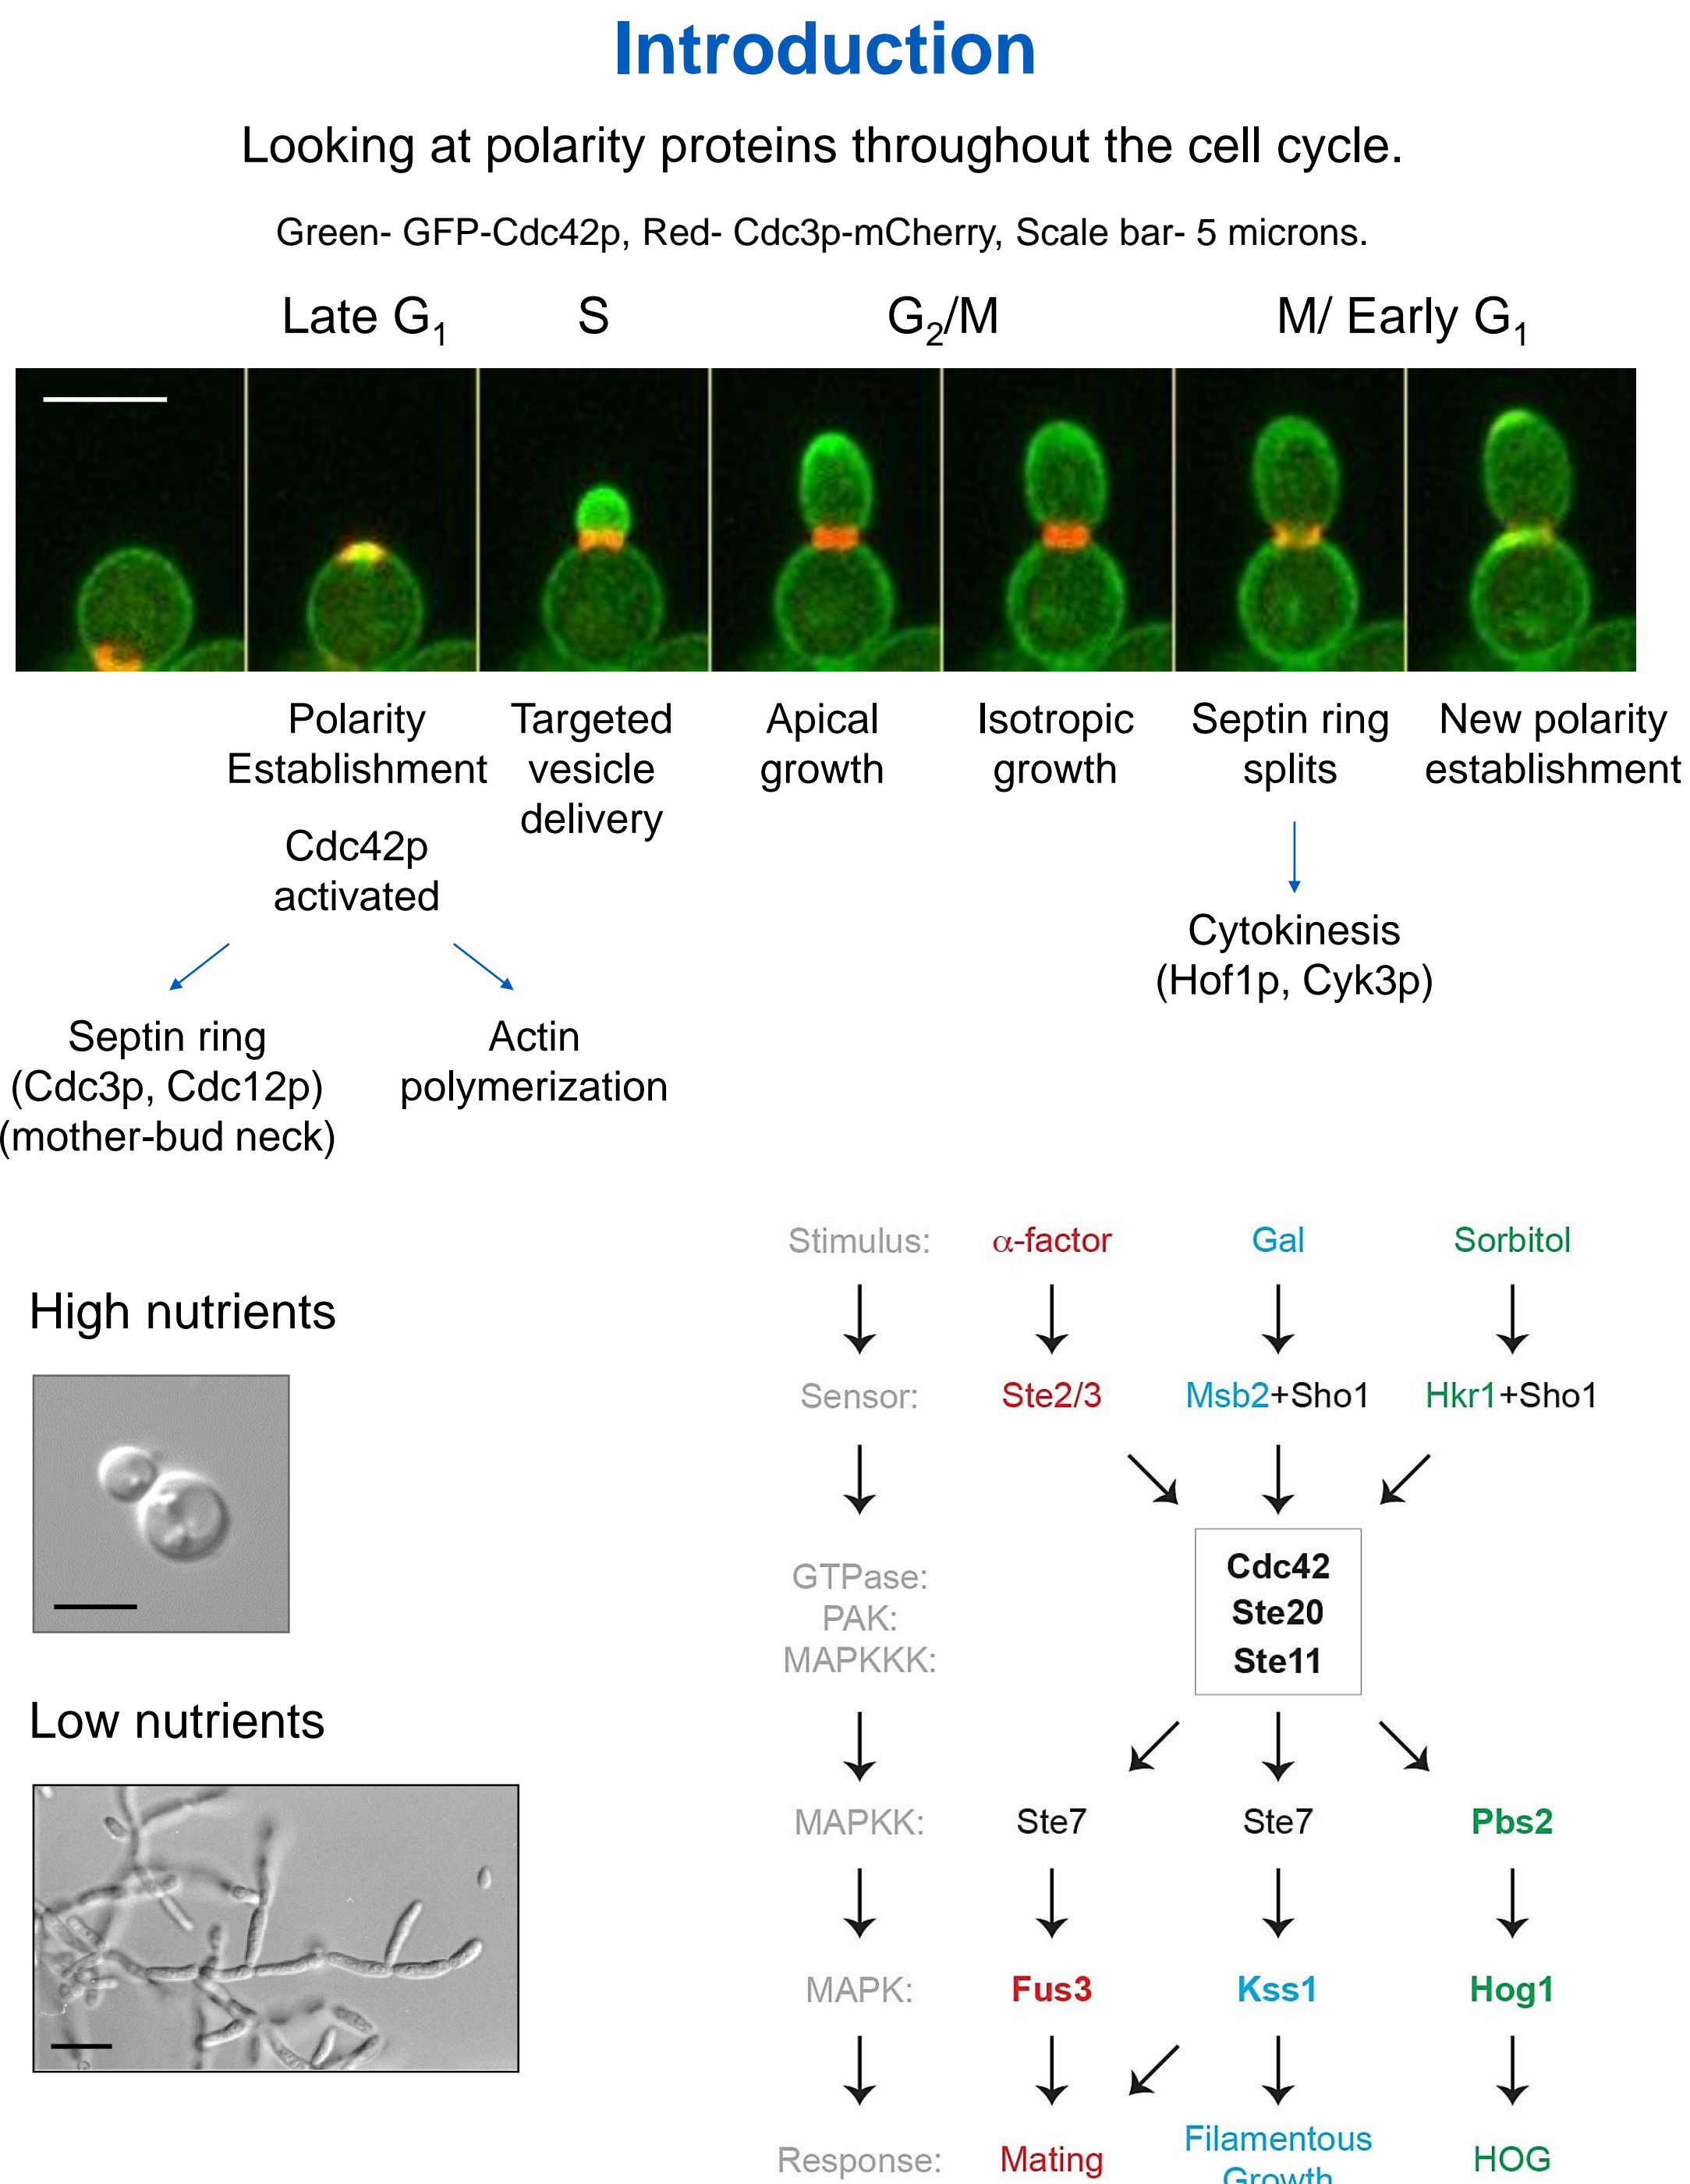 Introduction
Looking at polarity proteins throughout the cell cycle.
Green- GFP-Cdc42p, Red- Cdc3p-mCherry, Scale bar- 5 microns.
Late G₁ S G₂/M M/ Early G₁
Polarity Establishment
Targeted vesicle delivery
Apical growth
Isotropic growth
Septin ring splits
New polarity establishment
Cdc42p
activated
Cytokinesis
(Hof1p, Cyk3p)
Septin ring
(Cdc3p, Cdc12p)
(mother-bud neck)
Actin
polymerization
High nutrients
Low nutrients
Stimulus: α-factor Gal Sorbitol
Sensor: Ste2/3 Msb2+Sho1 Hkr1+Sho1
GTPase: Cdc42
PAK: Ste20
MAPKKK: Ste11
MAPKK: Ste7 Ste7 Pbs2
MAPK: Fus3 Kss1 Hog1
Response: Mating Filamentous Growth HOG